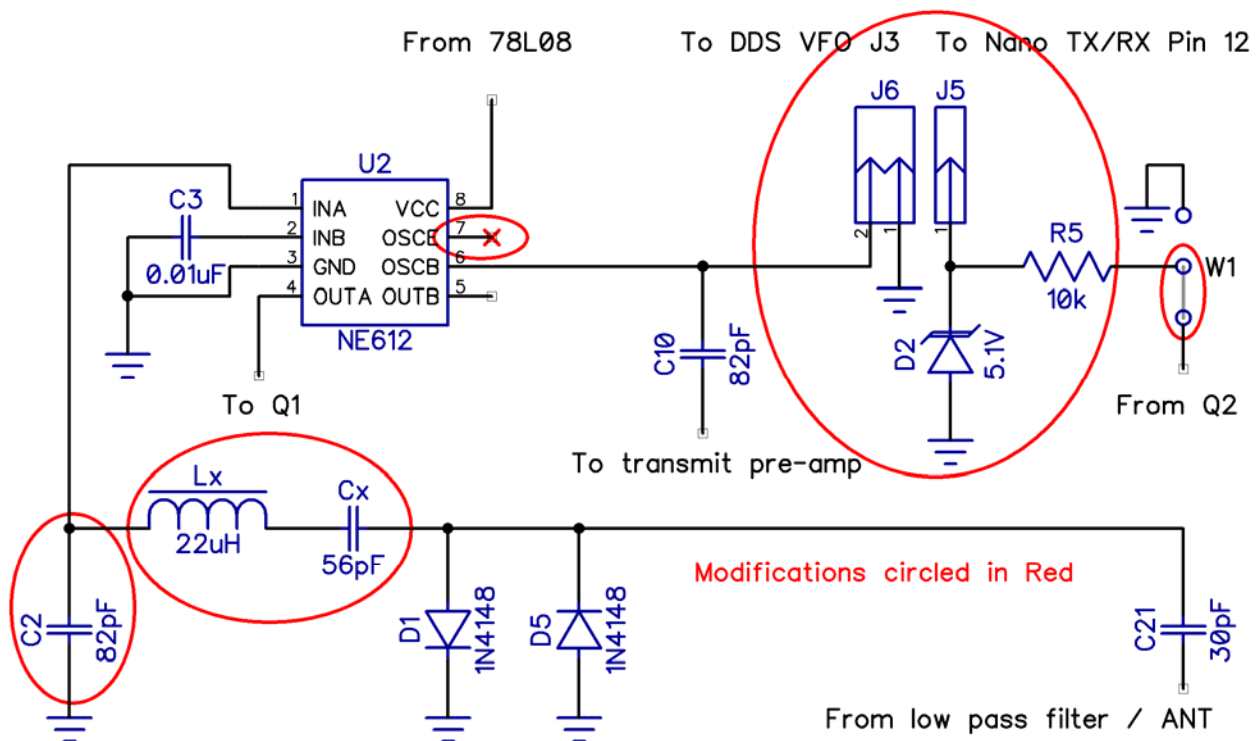 From 78L08
To DDS VFO J3
To Nano TX/RX Pin 12
J6
J5
U2
C3
0.01uF
1
INA
VCC
8
2
INB
OSCE
7
3
GND
OSCB
6
4
OUTA
OUTB
5
NE612
2
1
1
R5
10k
W1
C10
82pF
D2
5.1V
To Q1
From Q2
To transmit pre-amp
Lx
22uH
Cx
56pF
Modifications circled in Red
C2
82pF
D1
1N4148
D5
1N4148
C21
30pF
From low pass filter / ANT